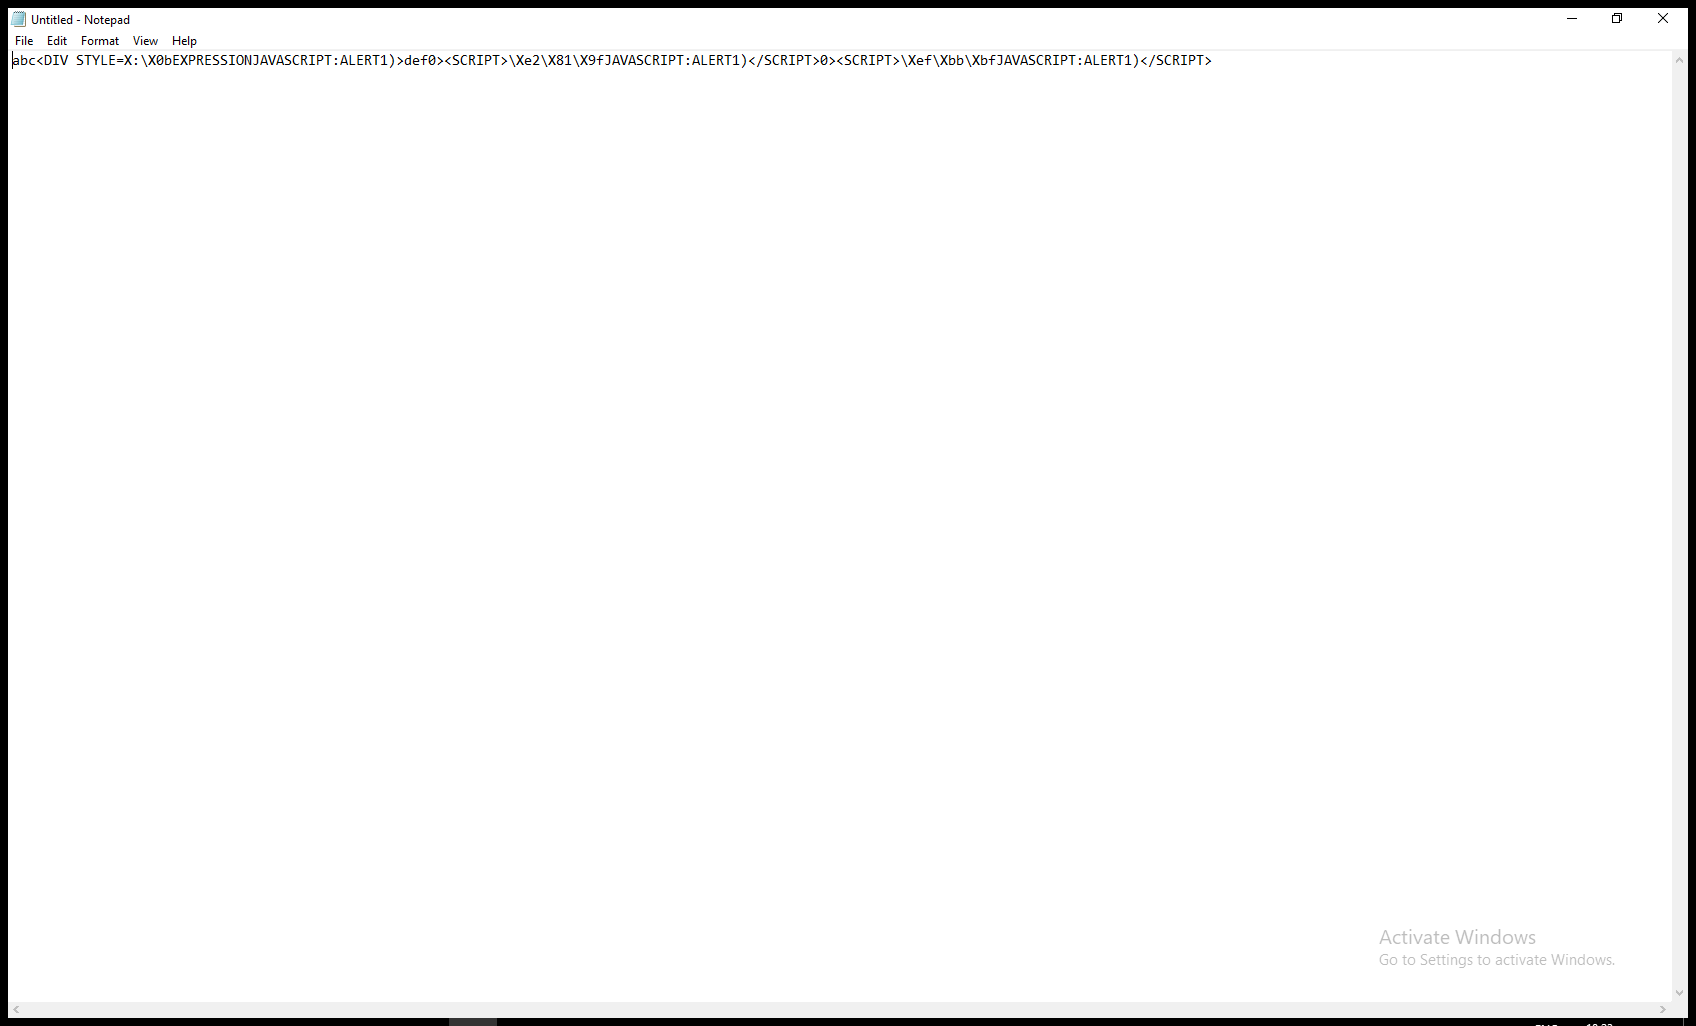 Untitled - Notepad
File Edit Format View Help
abc<DIV STYLE=X:\X0bEXPRESSIONJAVASCRIPT:ALERT1)>def0><SCRIPT>\Xe2\X81\X9fJAVASCRIPT:ALERT1)</SCRIPT>0><SCRIPT>\Xef\Xbb\XbfJAVASCRIPT:ALERT1)</SCRIPT>
Activate Windows
Go to Settings to activate Windows.